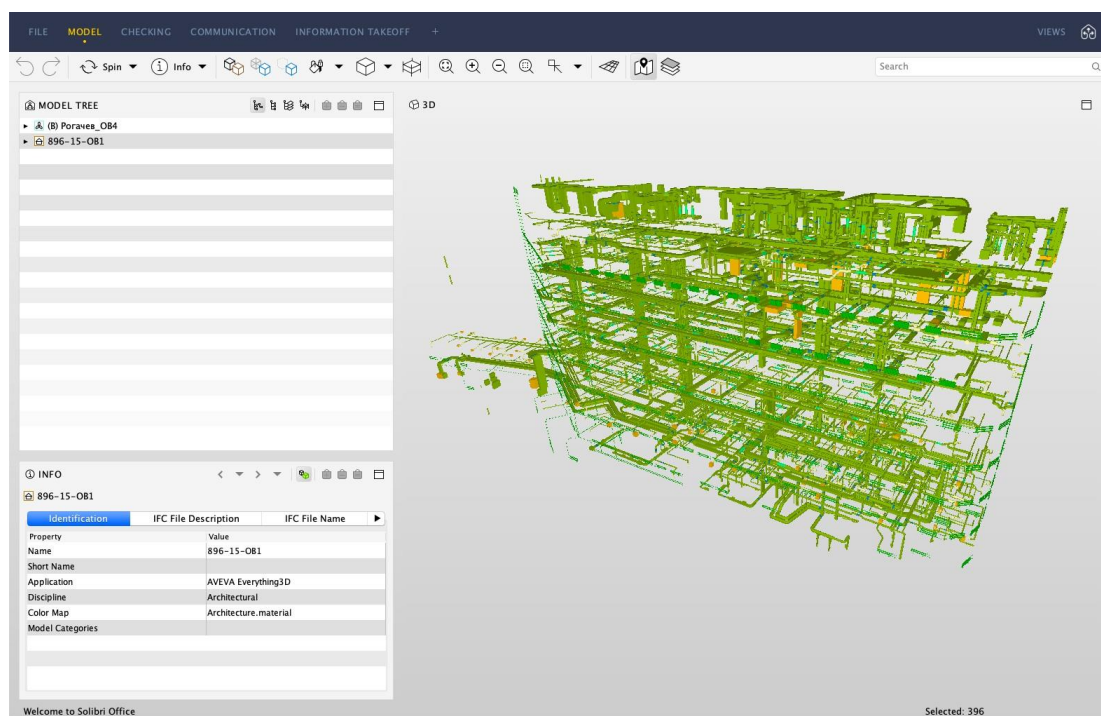 FILE MODEL CHECKING COMMUNICATION INFORMATION TAKEOFF + VIEWS
Spin Info Search
MODEL TREE
3D
(В) Рогачев_ОВ4
896-15-ОВ1
INFO
896-15-ОВ1
Identification IFC File Description IFC File Name
Property Value
Name 896-15-ОВ1
Short Name
Application AVEVA Everything3D
Discipline Architectural
Color Map Architecture.material
Model Categories
Welcome to Solibri Office Selected: 396